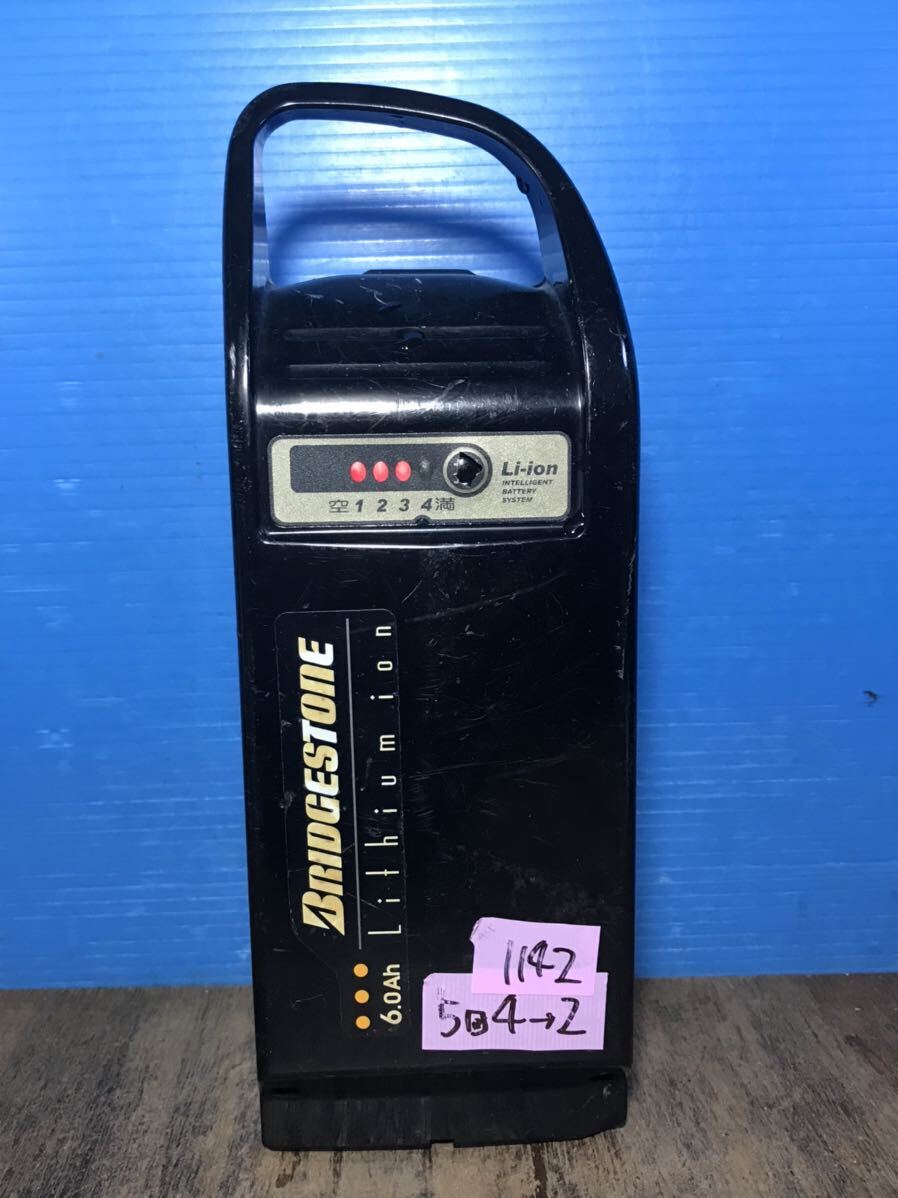 Li-ion
INTELLIGENT
BATTERY
SYSTEM
空 1 2 3 4 満
BRIDGESTONE
Lithium ion
6.0Ah
1142
5回4→2